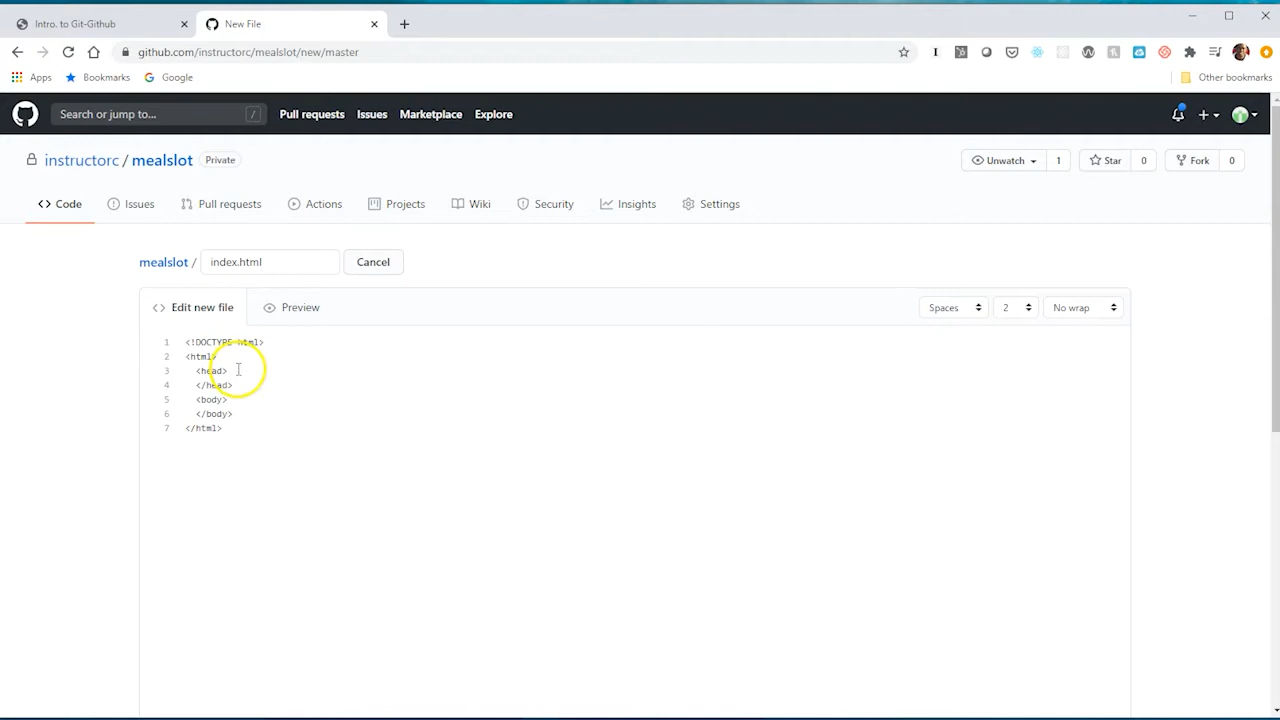 Intro. to Git-Github
New File
github.com/instructorc/mealslot/new/master
Apps Bookmarks Google Other bookmarks
Search or jump to... / Pull requests Issues Marketplace Explore
instructorc / mealslot Private Unwatch 1 Star 0 Fork 0
Code Issues Pull requests Actions Projects Wiki Security Insights Settings
mealslot / index.html Cancel
Edit new file Preview Spaces 2 No wrap
1 <!DOCTYPE html>
2 <html>
3 <head>
4 </head>
5 <body>
6 </body>
7 </html>